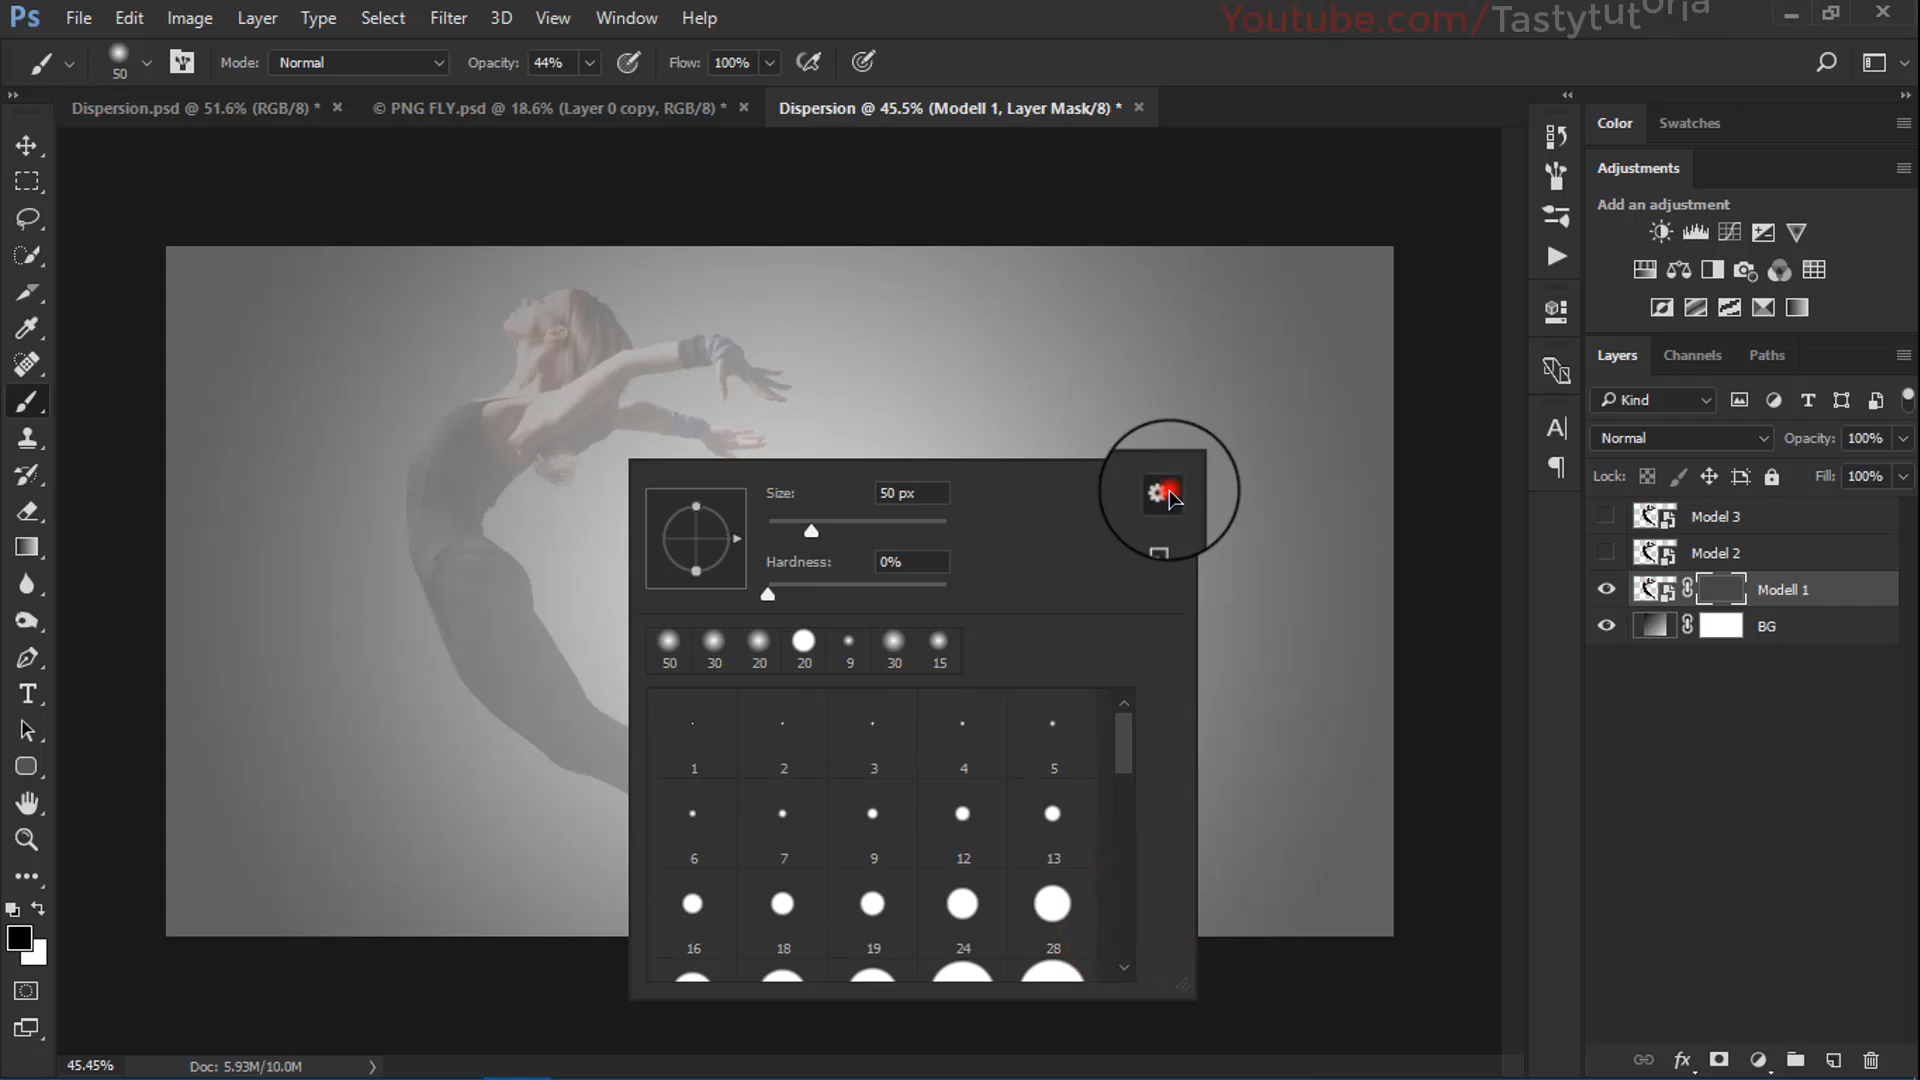 Ps File Edit Image Layer Type Select Filter 3D View Window Help
Youtube.com/Tastytutorja
50 Mode: Normal Opacity: 44% Flow: 100%
Dispersion.psd @ 51.6% (RGB/8) * © PNG FLY.psd @ 18.6% (Layer 0 copy, RGB/8) * Dispersion @ 45.5% (Modell 1, Layer Mask/8) *
Color Swatches
Adjustments
Add an adjustment
Layers Channels Paths
Kind
Normal Opacity: 100%
Lock: Fill: 100%
Model 3
Model 2
Modell 1
BG
Size: 50 px
Hardness: 0%
50 30 20 20 9 30 15
1 2 3 4 5
6 7 9 12 13
16 18 19 24 28
45.45% Doc: 5.93M/10.0M